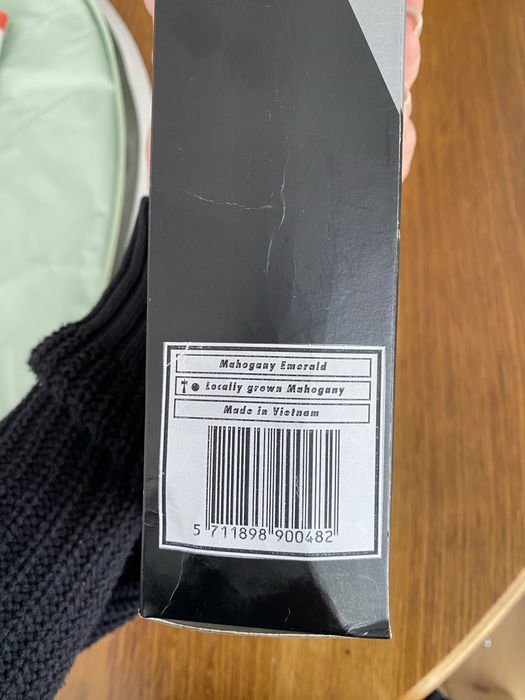 Mahogany Emerald
Locally grown Mahogany
Made in Vietnam
5 711898 900482